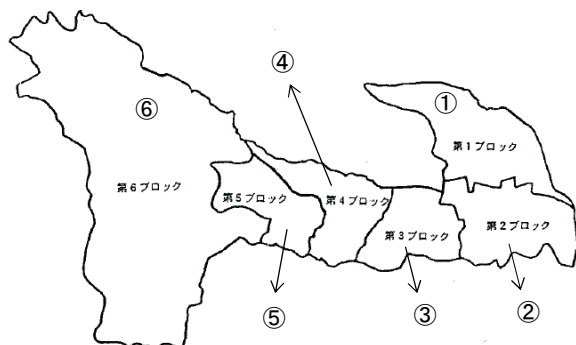 ④
①
⑥
第1ブロック
第6ブロック
第5ブロック
第4ブロック
第2ブロック
第3ブロック
⑤
③
②